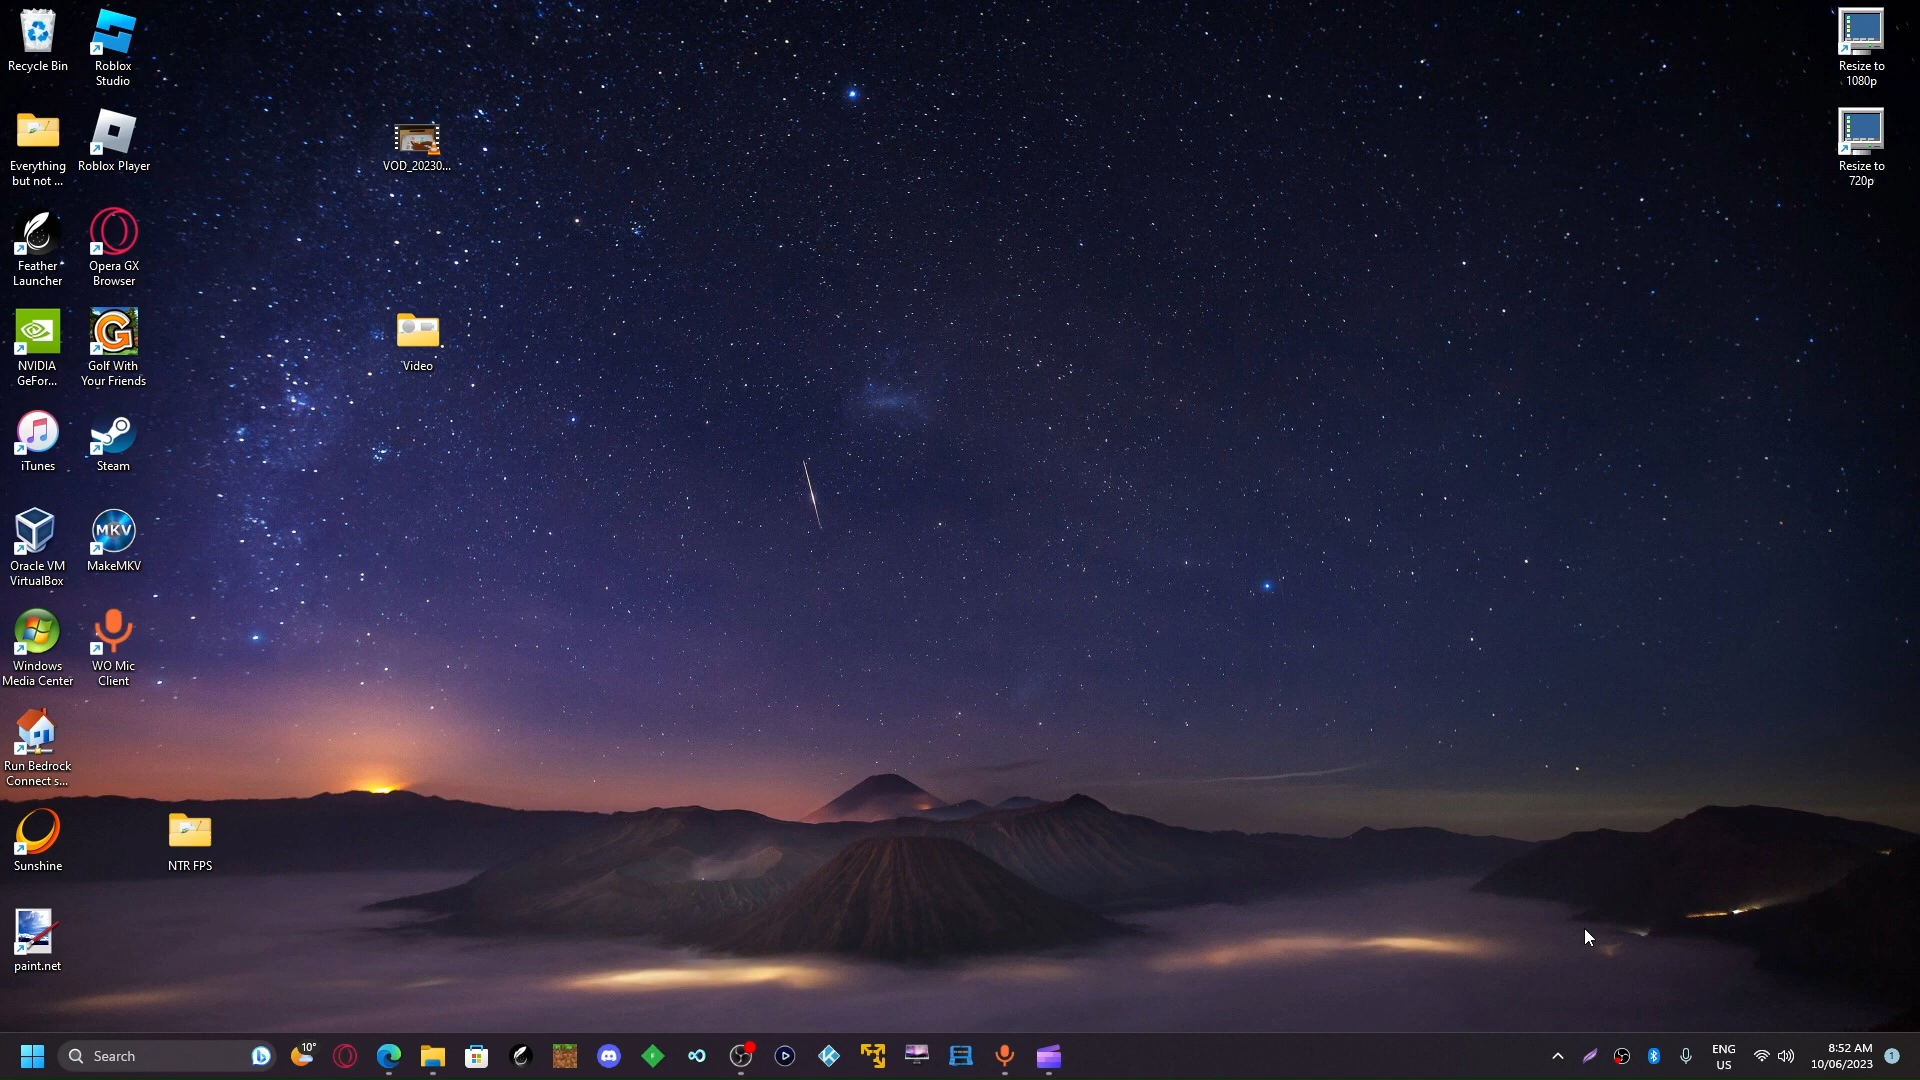 Recycle Bin
Roblox
Studio
Resize to
1080p
Everything
but not ...
Roblox Player
VOD_20230...
Resize to
720p
Feather
Launcher
Opera GX
Browser
NVIDIA
GeFor...
Golf With
Your Friends
Video
iTunes
Steam
Oracle VM
VirtualBox
MKV
MakeMKV
Windows
Media Center
WO Mic
Client
Run Bedrock
Connect s...
Sunshine
NTR FPS
paint.net
Search
10°
ENG
US
8:52 AM
10/06/2023
1